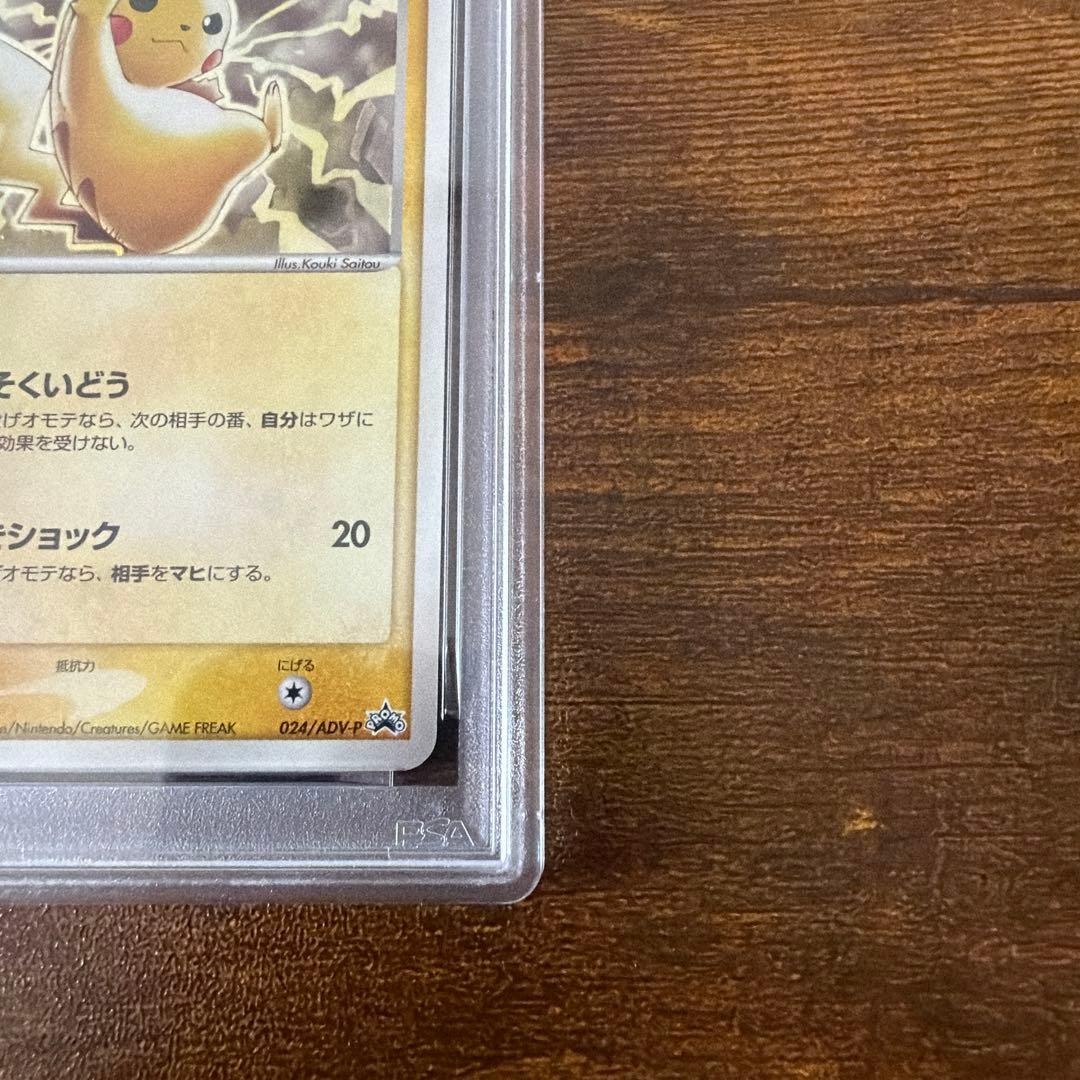 Illus.Kouki Saitou
そくいどう
げオモテなら、次の相手の番、自分はワザに
効果を受けない。
ショック 20
オモテなら、相手をマヒにする。
抵抗力 にげる
/Nintendo/Creatures/GAME FREAK 024/ADV-P PROMO
PSA